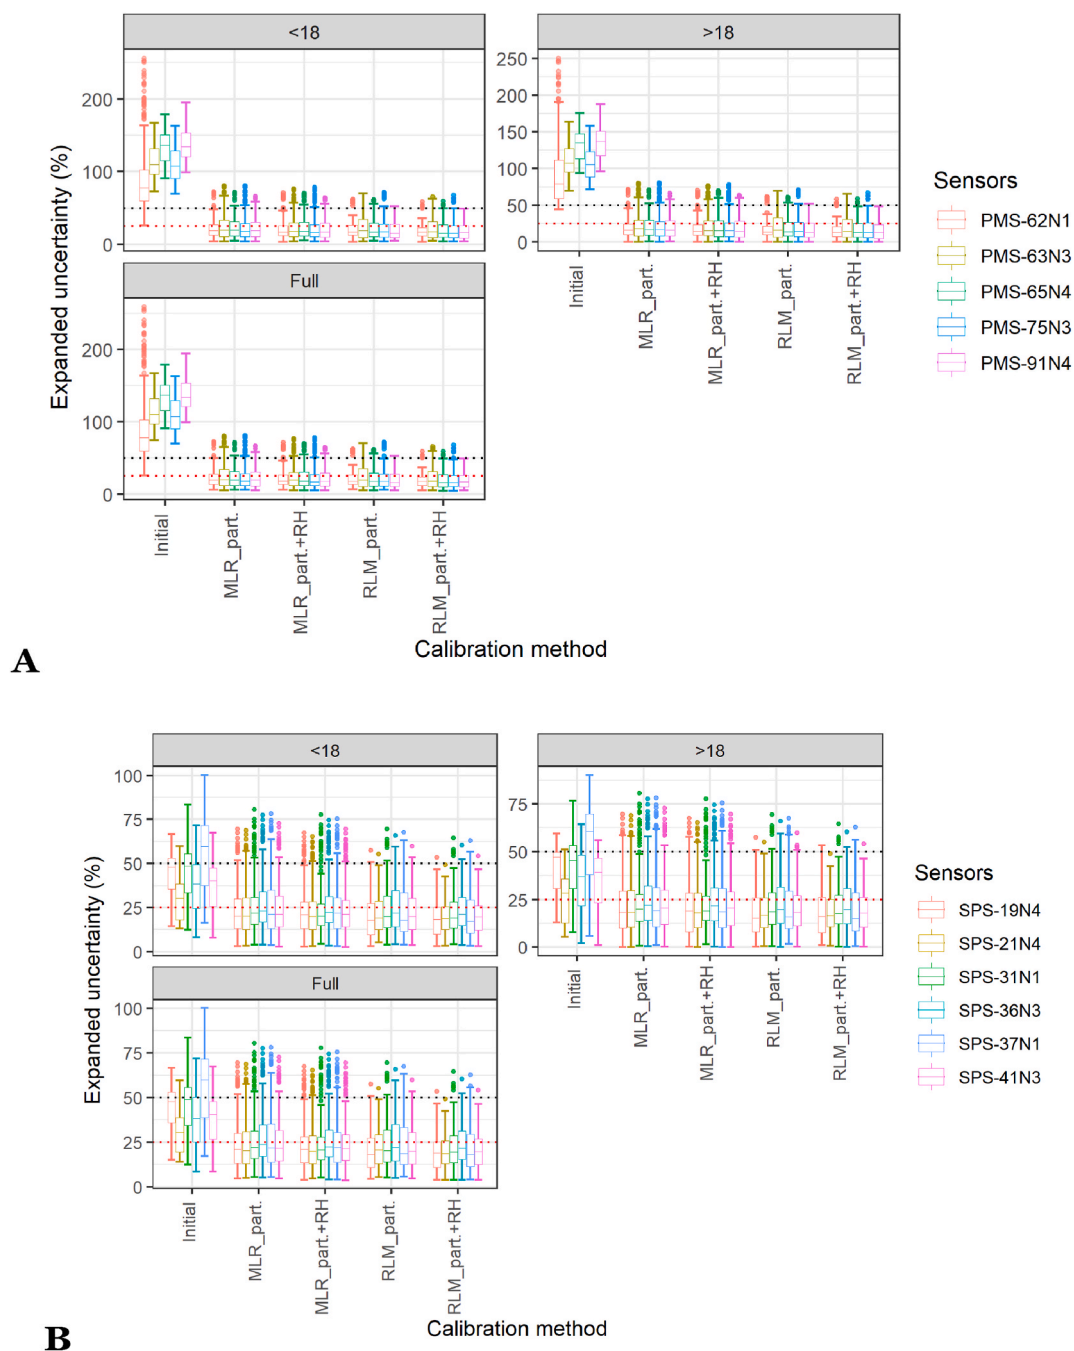 A
<18
>18
Expanded uncertainty (%)
200
100
0
250
200
150
100
50
0
Initial
MLR_part.
MLR_part.+RH
RLM_part.
RLM_part.+RH
Full
200
100
0
Initial
MLR_part.
MLR_part.+RH
RLM_part.
RLM_part.+RH
Calibration method
Sensors
PMS-62N1
PMS-63N3
PMS-65N4
PMS-75N3
PMS-91N4
B
<18
>18
Expanded uncertainty (%)
100
75
50
25
0
75
50
25
0
Initial
MLR_part.
MLR_part.+RH
RLM_part.
RLM_part.+RH
Full
100
75
50
25
0
Initial
MLR_part.
MLR_part.+RH
RLM_part.
RLM_part.+RH
Calibration method
Sensors
SPS-19N4
SPS-21N4
SPS-31N1
SPS-36N3
SPS-37N1
SPS-41N3